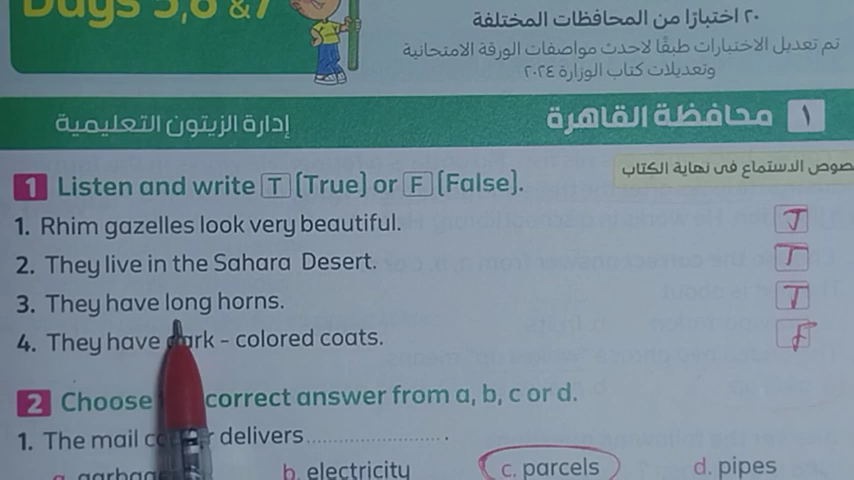 Days 5,6 & 7
٢٠ اختبارًا من المحافظات المختلفة
تم تعديل الاختبارات طبقًا لأحدث مواصفات الورقة الامتحانية
وتعديلات كتاب الوزارة ٢٠٢٤
١ محافظة القاهرة
إدارة الزيتون التعليمية
صوص الاستماع فى نهاية الكتاب
1 Listen and write T (True) or F (False).
1. Rhim gazelles look very beautiful. T
2. They live in the Sahara Desert. T
3. They have long horns. T
4. They have dark - colored coats. F
2 Choose correct answer from a, b, c or d.
1. The mail delivers .
b. electricity c. parcels d. pipes